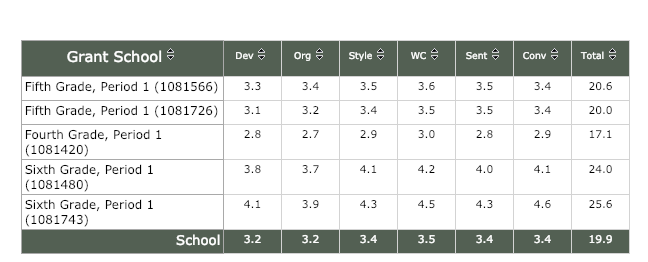 Grant School Dev Org Style WC Sent Conv Total
Fifth Grade, Period 1 (1081566) 3.3 3.4 3.5 3.6 3.5 3.4 20.6
Fifth Grade, Period 1 (1081726) 3.1 3.2 3.4 3.5 3.5 3.4 20.0
Fourth Grade, Period 1 2.8 2.7 2.9 3.0 2.8 2.9 17.1
(1081420)
Sixth Grade, Period 1 3.8 3.7 4.1 4.2 4.0 4.1 24.0
(1081480)
Sixth Grade, Period 1 4.1 3.9 4.3 4.5 4.3 4.6 25.6
(1081743)
School 3.2 3.2 3.4 3.5 3.4 3.4 19.9